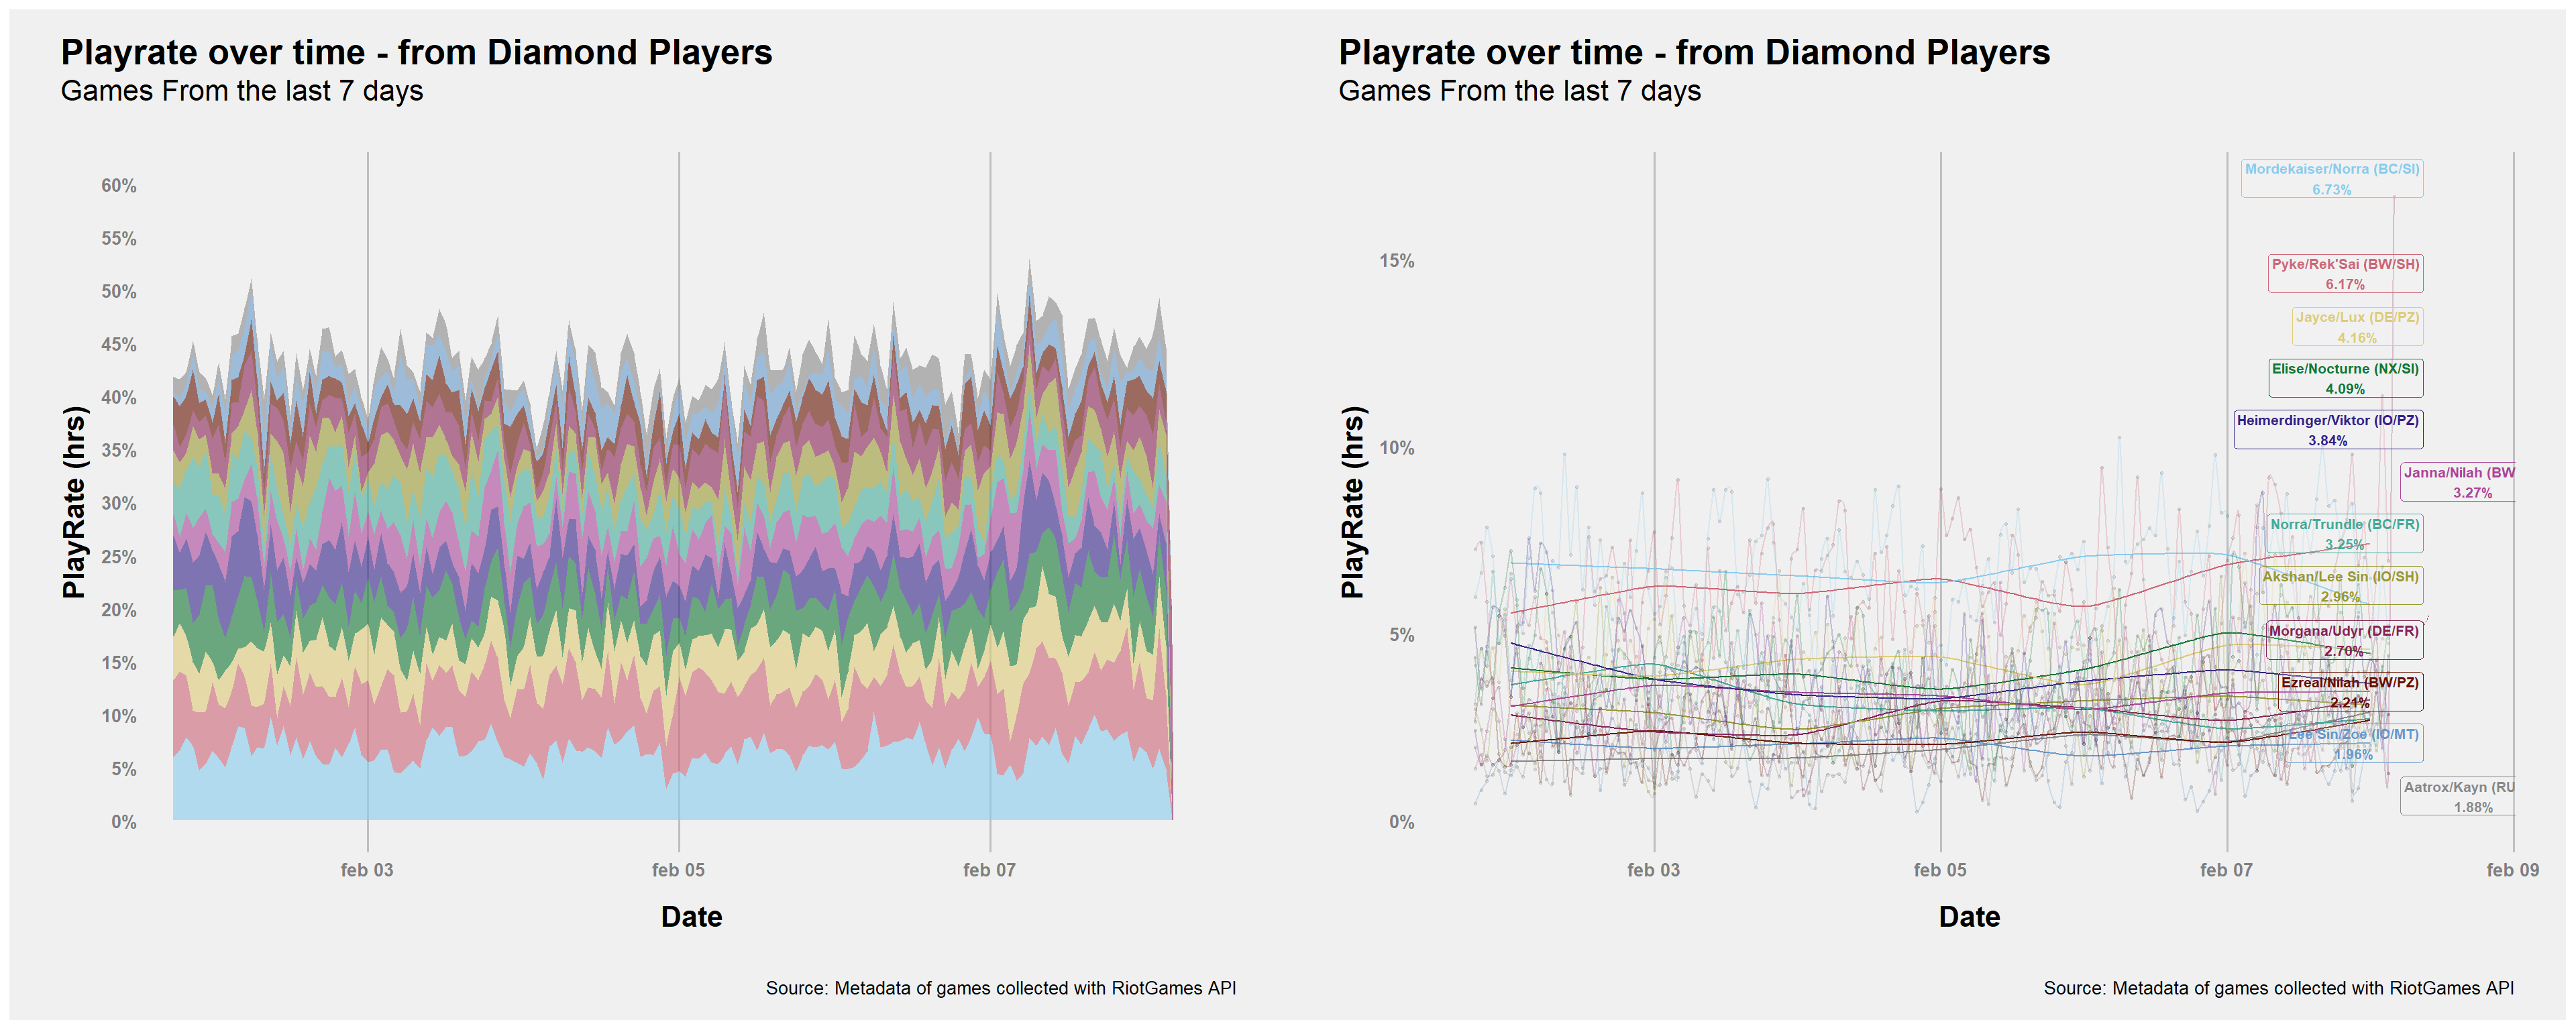 Playrate over time - from Diamond Players
Games From the last 7 days
PlayRate (hrs)
60%
55%
50%
45%
40%
35%
30%
25%
20%
15%
10%
5%
0%
feb 03
feb 05
feb 07
Date
Source: Metadata of games collected with RiotGames API
Playrate over time - from Diamond Players
Games From the last 7 days
PlayRate (hrs)
15%
10%
5%
0%
Mordekaiser/Norra (BC/SI)
6.73%
Pyke/Rek'Sai (BW/SH)
6.17%
Jayce/Lux (DE/PZ)
4.16%
Elise/Nocturne (NX/SI)
4.09%
Heimerdinger/Viktor (IO/PZ)
3.84%
Janna/Nilah (BW
3.27%
Norra/Trundle (BC/FR)
3.25%
Akshan/Lee Sin (IO/SH)
2.96%
Morgana/Udyr (DE/FR)
2.70%
Ezreal/Nilah (BW/PZ)
2.21%
Lee Sin/Zoe (IO/MT)
1.96%
Aatrox/Kayn (RU
1.88%
feb 03
feb 05
feb 07
feb 09
Date
Source: Metadata of games collected with RiotGames API